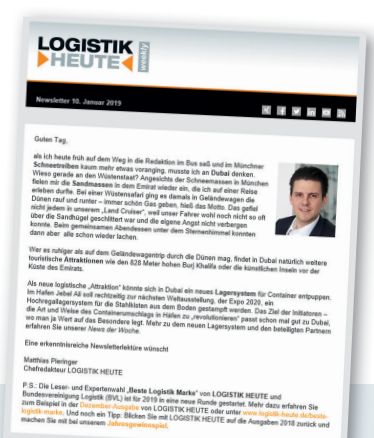 LOGISTIK
HEUTE
weekly
Newsletter 10. Januar 2019
Guten Tag,
als ich heute früh auf dem Weg in die Redaktion im Bus saß und im Münchner
Schneetreiben kaum mehr etwas voranging, musste ich an Dubai denken.
Wieso gerade an den Wüstenstaat? Angesichts der Schneemassen in München
fielen mir die Sandmassen in dem Emirat wieder ein, die ich auf einer Reise
erleben durfte. Bei einer Wüstensafari ging es damals in Geländewagen die
Dünen rauf und runter – immer schön Gas geben, hieß das Motto. Das gefiel
nicht jedem in unserem „Land Cruiser", weil unser Fahrer wohl noch nicht so oft
über die Sandhügel geschlittert war und die eigene Angst nicht verbergen
konnte. Beim gemeinsamen Abendessen unter dem Sternenhimmel konnten
dann aber alle schon wieder lachen.
Wer es ruhiger als auf dem Geländewagentrip durch die Dünen mag, findet in Dubai natürlich weitere
touristische Attraktionen wie den 828 Meter hohen Burj Khalifa oder die künstlichen Inseln vor der
Küste des Emirats.
Als neue logistische „Attraktion" könnte sich in Dubai ein neues Lagersystem für Container entpuppen.
Im Hafen Jebel Ali soll rechtzeitig zur nächsten Weltausstellung, der Expo 2020, ein
Hochregallagersystem für die Stahlkisten aus dem Boden gestampft werden. Das Ziel der Initiatoren –
die Art und Weise des Containerumschlags in Häfen zu „revolutionieren" passt schon mal gut zu Dubai,
wo man ja Wert auf das Besondere legt. Mehr zu dem neuen Lagersystem und den beteiligten Partnern
erfahren Sie unserer News der Woche.
Eine erkenntnisreiche Newsletterlektüre wünscht
Matthias Pieringer
Chefredakteur LOGISTIK HEUTE
P.S.: Die Leser- und Expertenwahl „Beste Logistik Marke" von LOGISTIK HEUTE und
Bundesvereinigung Logistik (BVL) ist für 2019 in eine neue Runde gestartet. Mehr dazu erfahren Sie
zum Beispiel in der Dezember-Ausgabe von LOGISTIK HEUTE oder unter www.logistik-heute.de/beste-
logistik-marke. Und noch ein Tipp: Blicken Sie mit LOGISTIK HEUTE auf die Ausgaben 2018 zurück und
machen Sie mit bei unserem Jahresgewinnspiel.